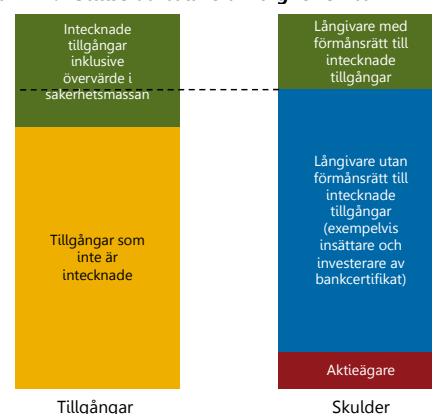 Intecknade
tillgångar
inklusive
övervärde i
säkerhetsmassan
Tillgångar som
inte är
intecknade
Tillgångar
Långivare med
förmånsrätt till
intecknade
tillgångar
Långivare utan
förmånsrätt till
intecknade
tillgångar
(exempelvis
insättare och
investerare av
bankcertifikat)
Aktieägare
Skulder